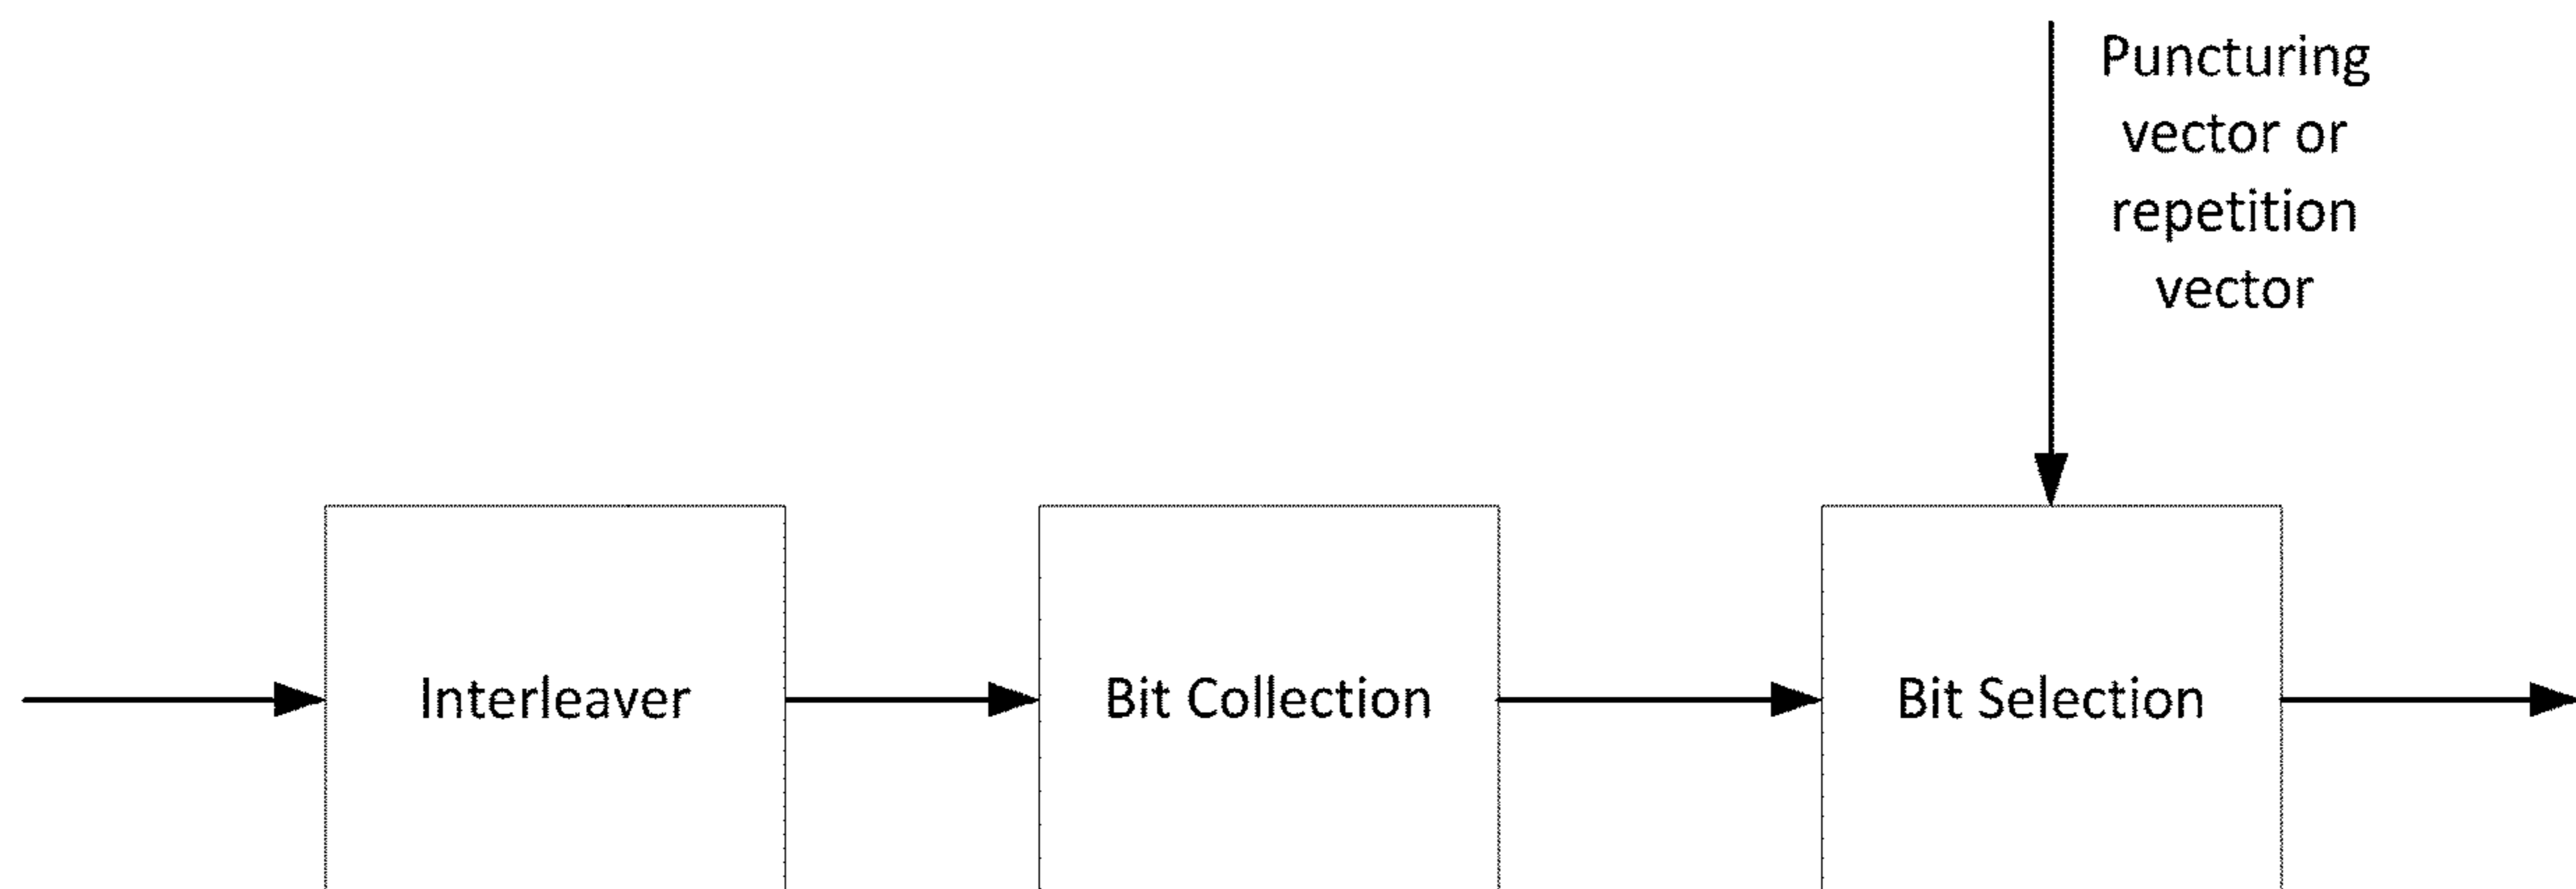 Puncturing
vector or
repetition
vector
Interleaver
Bit Collection
Bit Selection